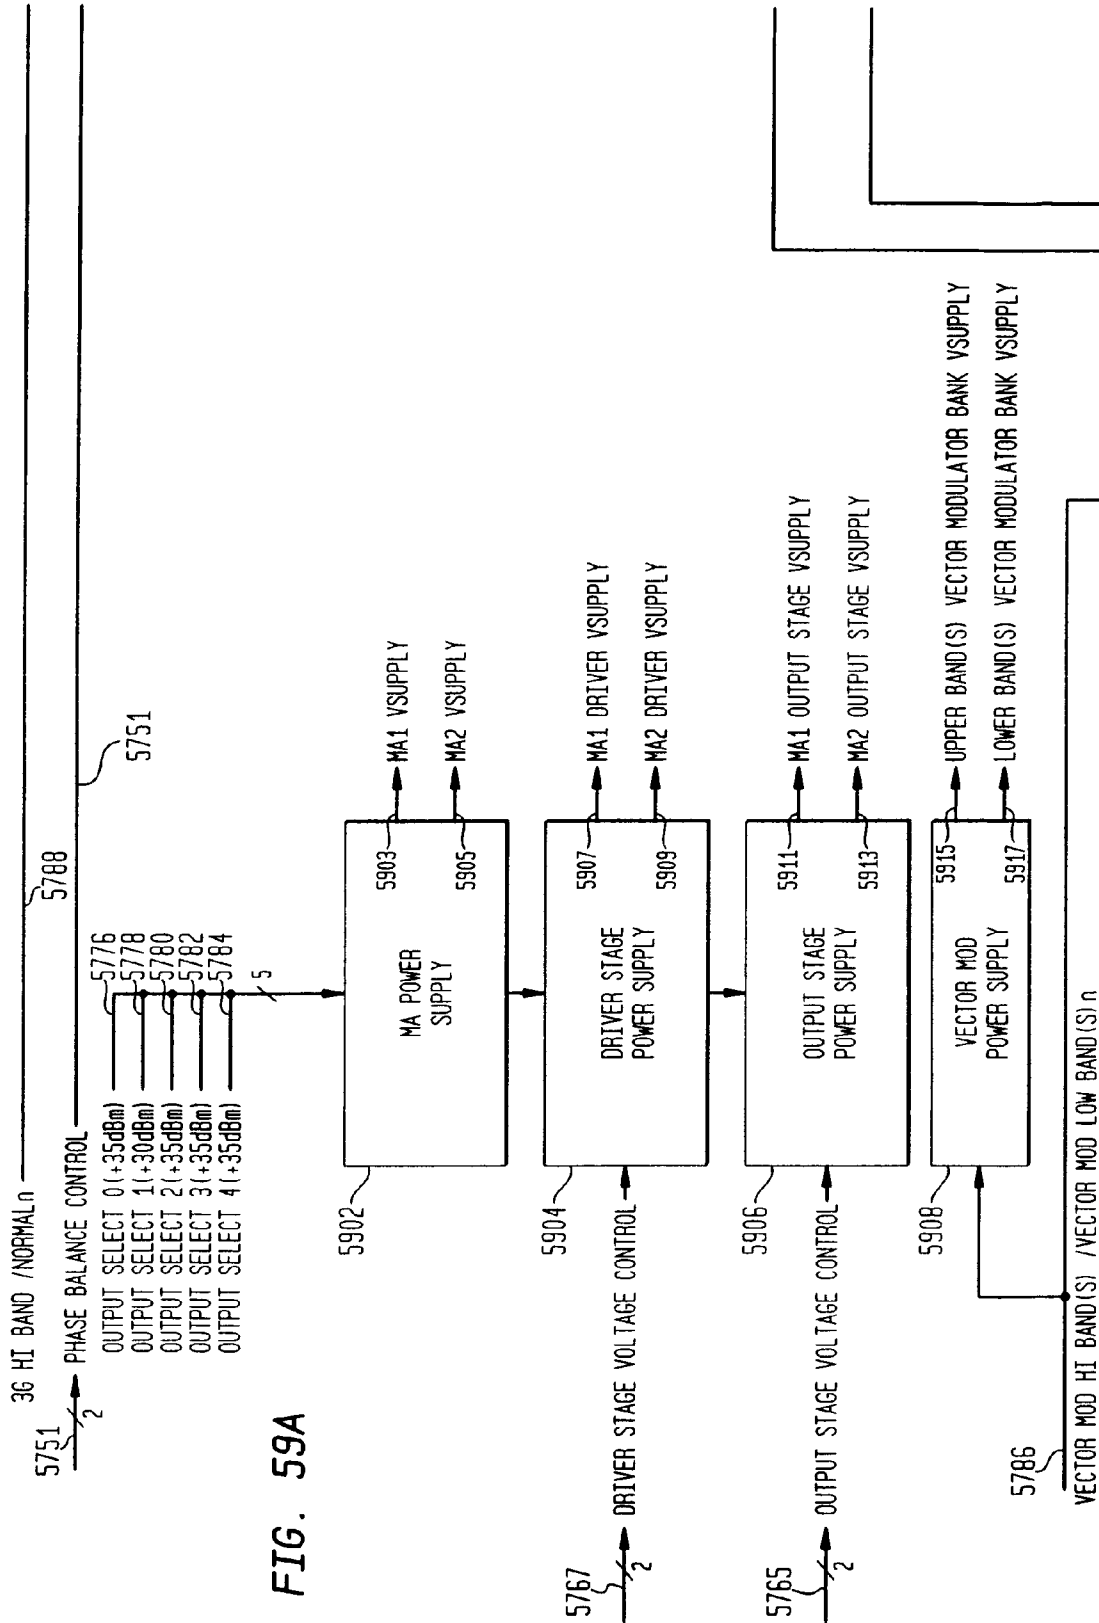 3G HI BAND /NORMALn
5788
5751
2
PHASE BALANCE CONTROL
5751
OUTPUT SELECT 0(+35dBm)
5776
OUTPUT SELECT 1(+30dBm)
5778
OUTPUT SELECT 2(+35dBm)
5780
OUTPUT SELECT 3(+35dBm)
5782
OUTPUT SELECT 4(+35dBm)
5784
5
FIG. 59A
5902
MA POWER
SUPPLY
5903
MA1 VSUPPLY
5905
MA2 VSUPPLY
5767
2
DRIVER STAGE VOLTAGE CONTROL
5904
DRIVER STAGE
POWER SUPPLY
5907
MA1 DRIVER VSUPPLY
5909
MA2 DRIVER VSUPPLY
5765
2
OUTPUT STAGE VOLTAGE CONTROL
5906
OUTPUT STAGE
POWER SUPPLY
5911
MA1 OUTPUT STAGE VSUPPLY
5913
MA2 OUTPUT STAGE VSUPPLY
5908
VECTOR MOD
POWER SUPPLY
5915
UPPER BAND(S) VECTOR MODULATOR BANK VSUPPLY
5917
LOWER BAND(S) VECTOR MODULATOR BANK VSUPPLY
5786
VECTOR MOD HI BAND(S) /VECTOR MOD LOW BAND(S)n